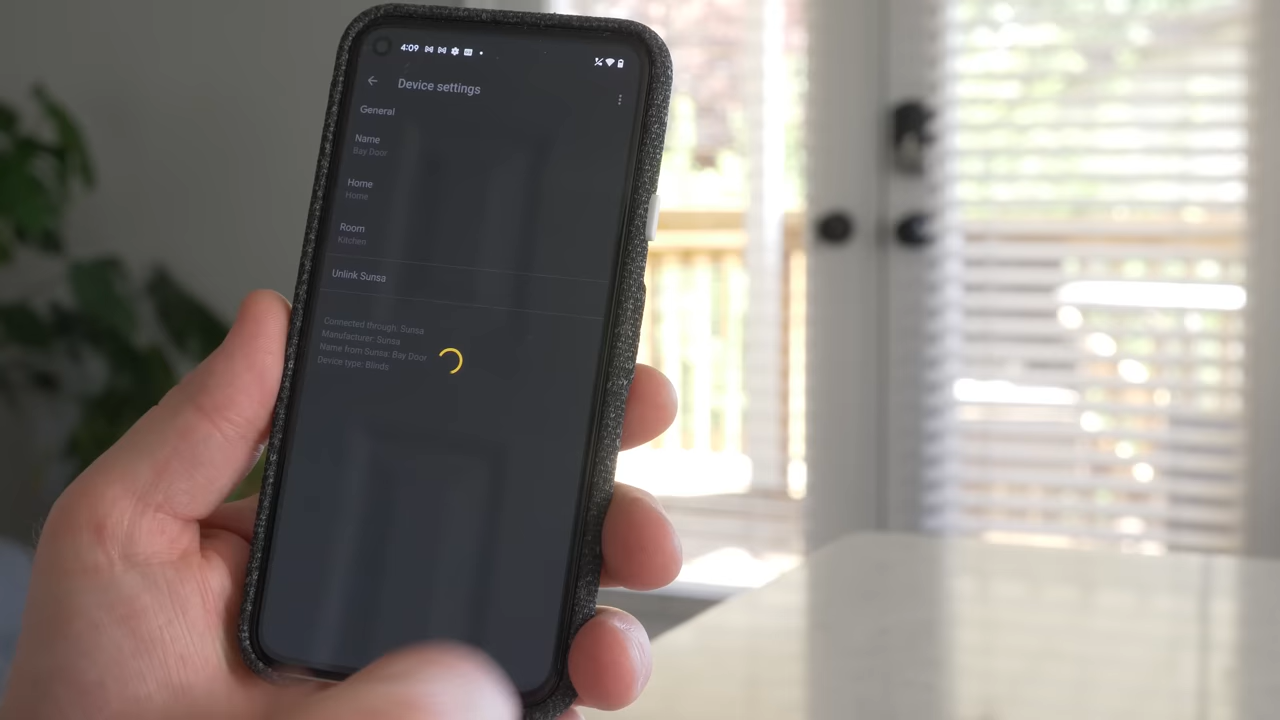 4:09
Device settings
General
Name
Bay Door
Home
Home
Room
Kitchen
Unlink Sunsa
Connected through: Sunsa
Manufacturer: Sunsa
Name from Sunsa: Bay Door
Device type: Blinds